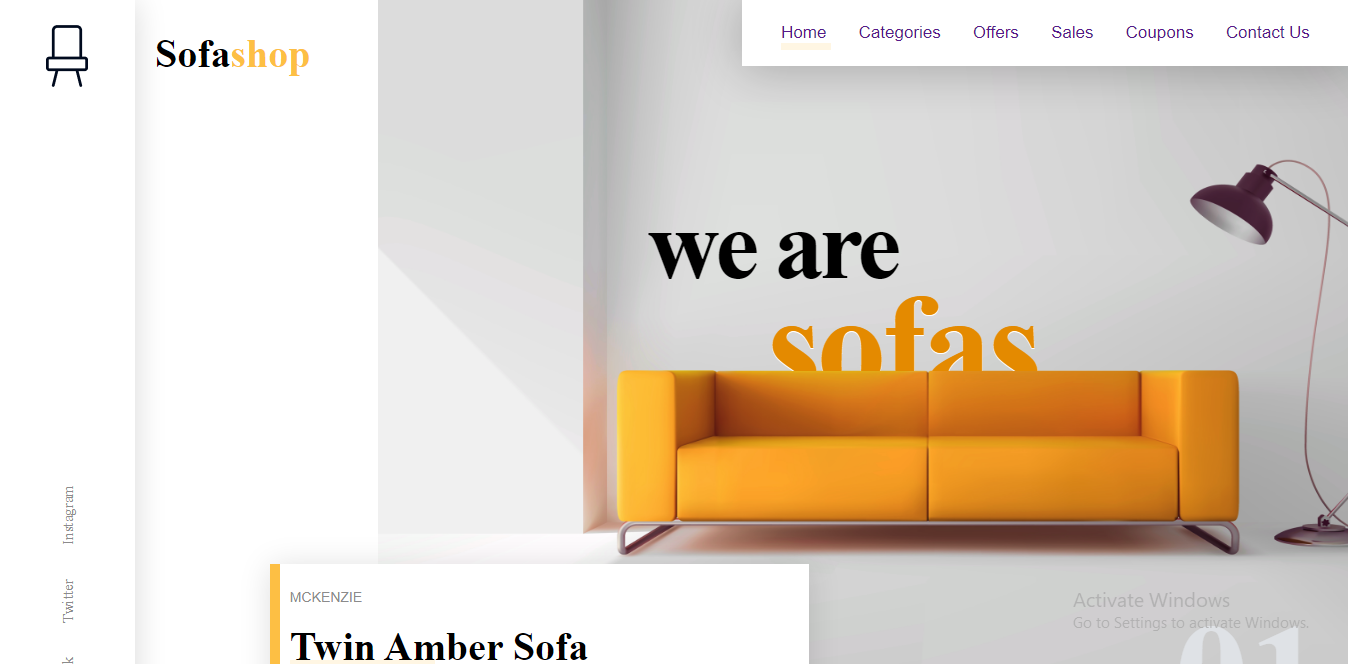 Sofashop
Home Categories Offers Sales Coupons Contact Us
we are
sofas
Instagram
Twitter
k
MCKENZIE
Twin Amber Sofa
Activate Windows
Go to Settings to activate Windows.
01